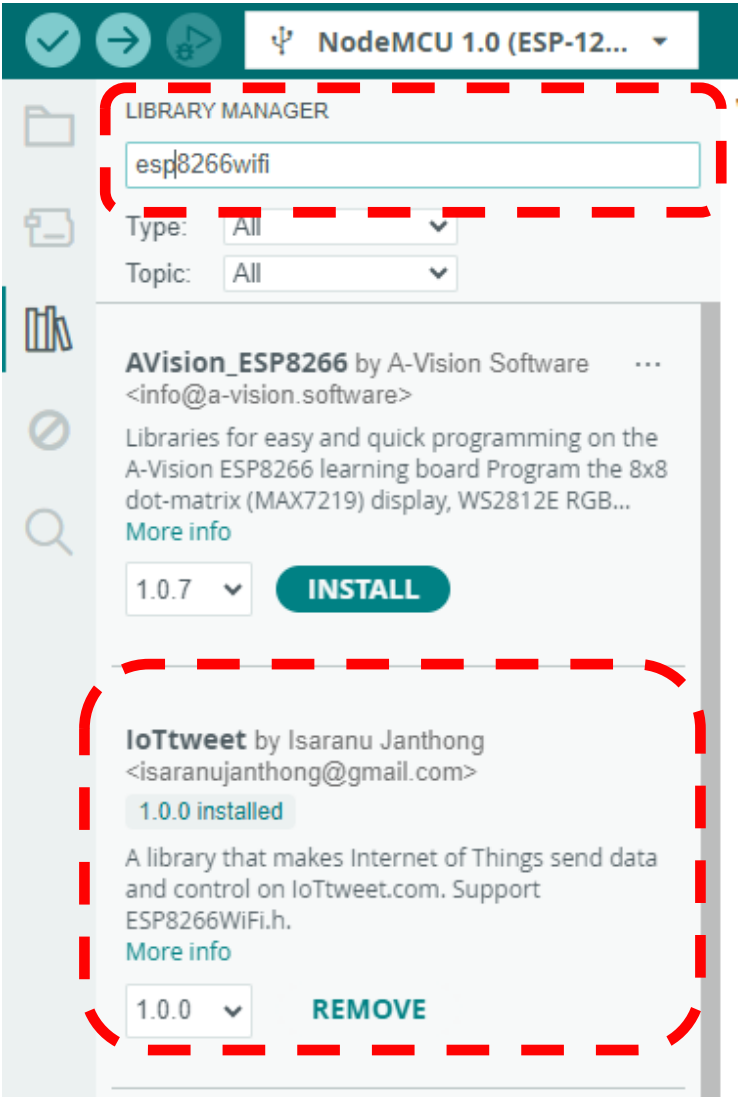 NodeMCU 1.0 (ESP-12...
LIBRARY MANAGER
esp8266wifi
Type: All
Topic: All
AVision_ESP8266 by A-Vision Software ...
<info@a-vision.software>
Libraries for easy and quick programming on the
A-Vision ESP8266 learning board Program the 8x8
dot-matrix (MAX7219) display, WS2812E RGB...
More info
1.0.7 INSTALL
IoTtweet by Isaranu Janthong
<isaranujanthong@gmail.com>
1.0.0 installed
A library that makes Internet of Things send data
and control on IoTtweet.com. Support
ESP8266WiFi.h.
More info
1.0.0 REMOVE